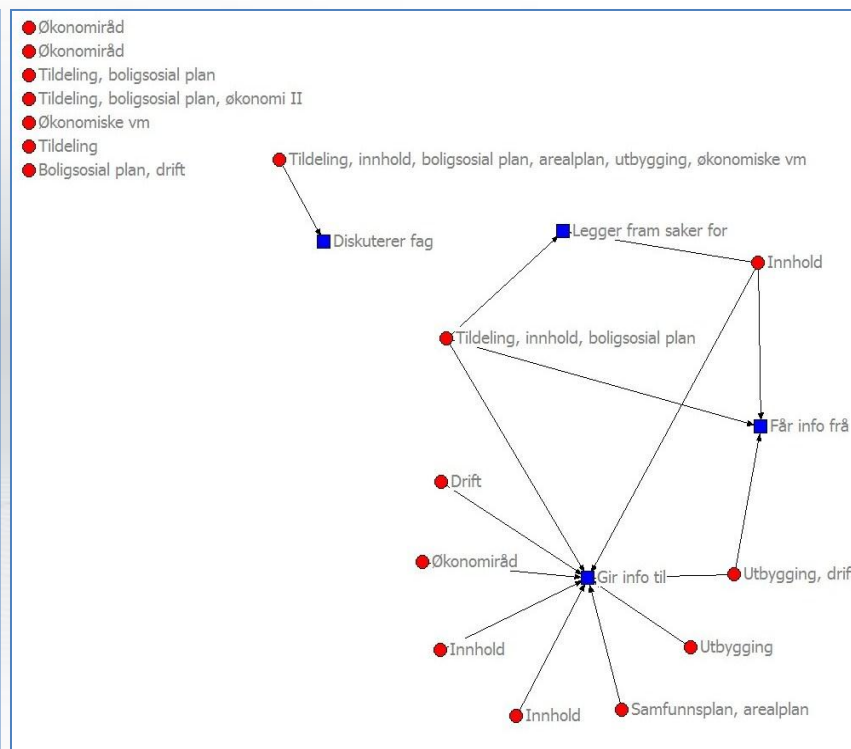 Økonomiråd
Økonomiråd
Tildeling, boligsosial plan
Tildeling, boligsosial plan, økonomi II
Økonomiske vm
Tildeling
Boligsosial plan, drift
Tildeling, innhold, boligsosial plan, arealplan, utbygging, økonomiske vm
Diskuterer fag
Legger fram saker for
Innhold
Tildeling, innhold, boligsosial plan
Får info frå
Drift
Økonomiråd
Gir info til
Utbygging, drif
Innhold
Utbygging
Innhold
Samfunnsplan, arealplan